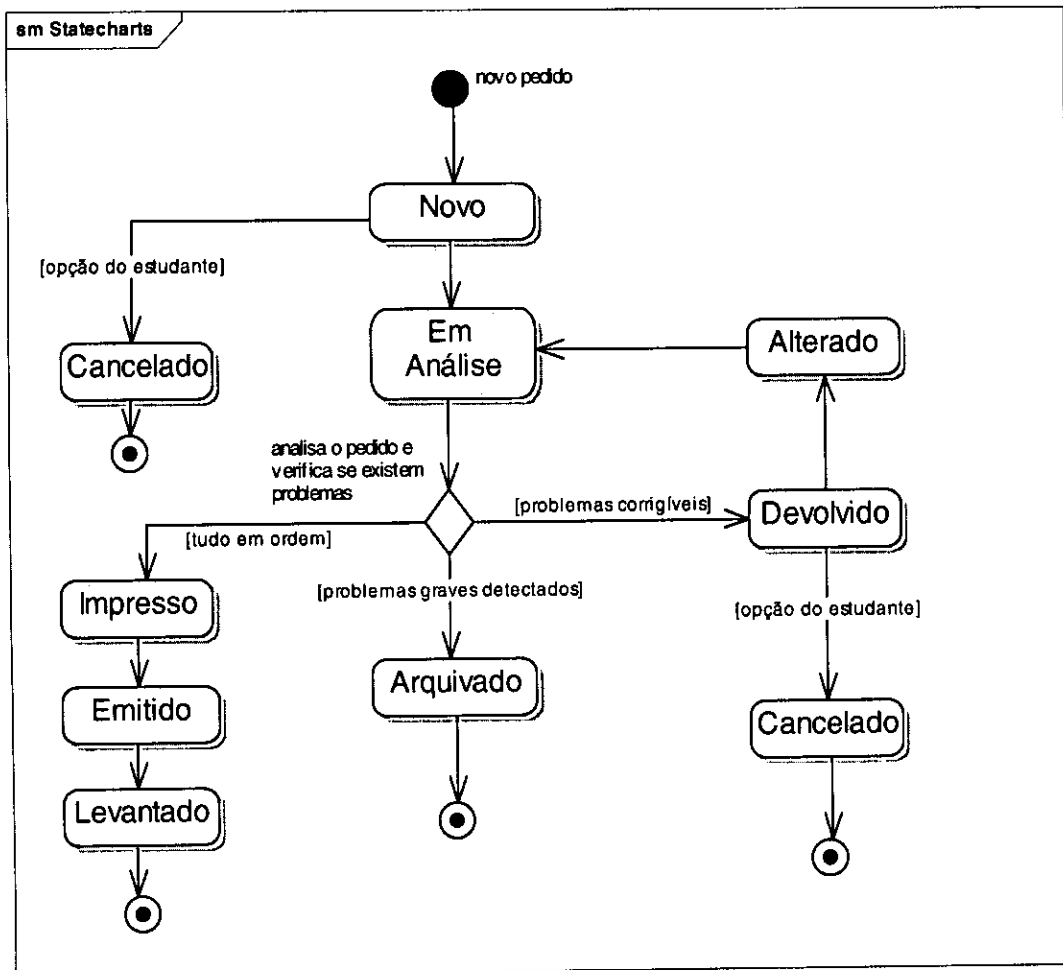 sm Statecharts
novo pedido
Novo
[opção do estudante]
Em
Análise
Alterado
Cancelado
analisa o pedido e
verifica se existem
problemas
[problemas corrigíveis]
Devolvido
[tudo em ordem]
Impresso
[problemas graves detectados]
[opção do estudante]
Arquivado
Emitido
Cancelado
Levantado